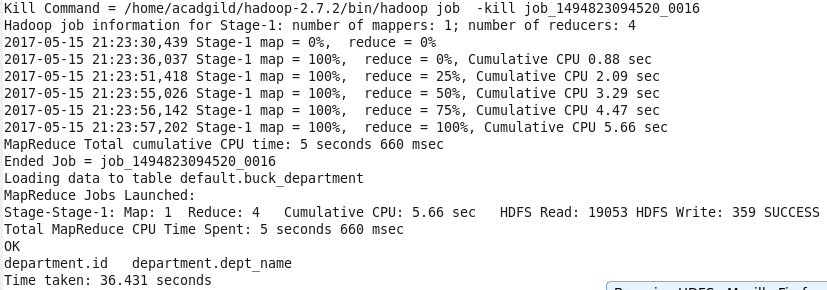 Kill Command = /home/acadgild/hadoop-2.7.2/bin/hadoop job  -kill job_1494823094520_0016
Hadoop job information for Stage-1: number of mappers: 1; number of reducers: 4
2017-05-15 21:23:30,439 Stage-1 map = 0%,  reduce = 0%
2017-05-15 21:23:36,037 Stage-1 map = 100%,  reduce = 0%, Cumulative CPU 0.88 sec
2017-05-15 21:23:51,418 Stage-1 map = 100%,  reduce = 25%, Cumulative CPU 2.09 sec
2017-05-15 21:23:55,026 Stage-1 map = 100%,  reduce = 50%, Cumulative CPU 3.29 sec
2017-05-15 21:23:56,142 Stage-1 map = 100%,  reduce = 75%, Cumulative CPU 4.47 sec
2017-05-15 21:23:57,202 Stage-1 map = 100%,  reduce = 100%, Cumulative CPU 5.66 sec
MapReduce Total cumulative CPU time: 5 seconds 660 msec
Ended Job = job_1494823094520_0016
Loading data to table default.buck_department
MapReduce Jobs Launched:
Stage-Stage-1: Map: 1  Reduce: 4   Cumulative CPU: 5.66 sec   HDFS Read: 19053 HDFS Write: 359 SUCCESS
Total MapReduce CPU Time Spent: 5 seconds 660 msec
OK
department.id   department.dept_name
Time taken: 36.431 seconds